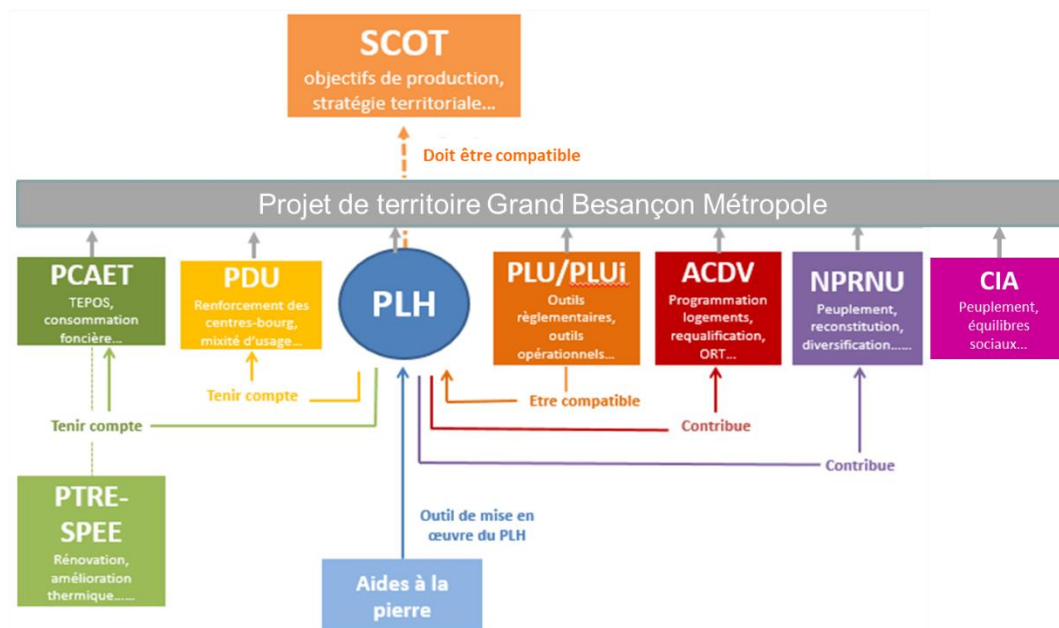 SCOT
objectifs de production,
stratégie territoriale...
Doit être compatible
Projet de territoire Grand Besançon Métropole
PCAET
TEPOS,
consommation
foncière...
PDU
Renforcement des
centres-bourg,
mixité d'usage...
PLH
PLU/PLUi
Outils
règlementaires,
outils
opérationnels...
ACDV
Programmation
logements,
requalification,
ORT...
NPRNU
Peuplement,
reconstitution,
diversification......
CIA
Peuplement,
équilibres
sociaux...
Tenir compte
Tenir compte
Etre compatible
Contribue
Contribue
PTRE-
SPEE
Rénovation,
amélioration
thermique......
Outil de mise en
œuvre du PLH
Aides à la
pierre